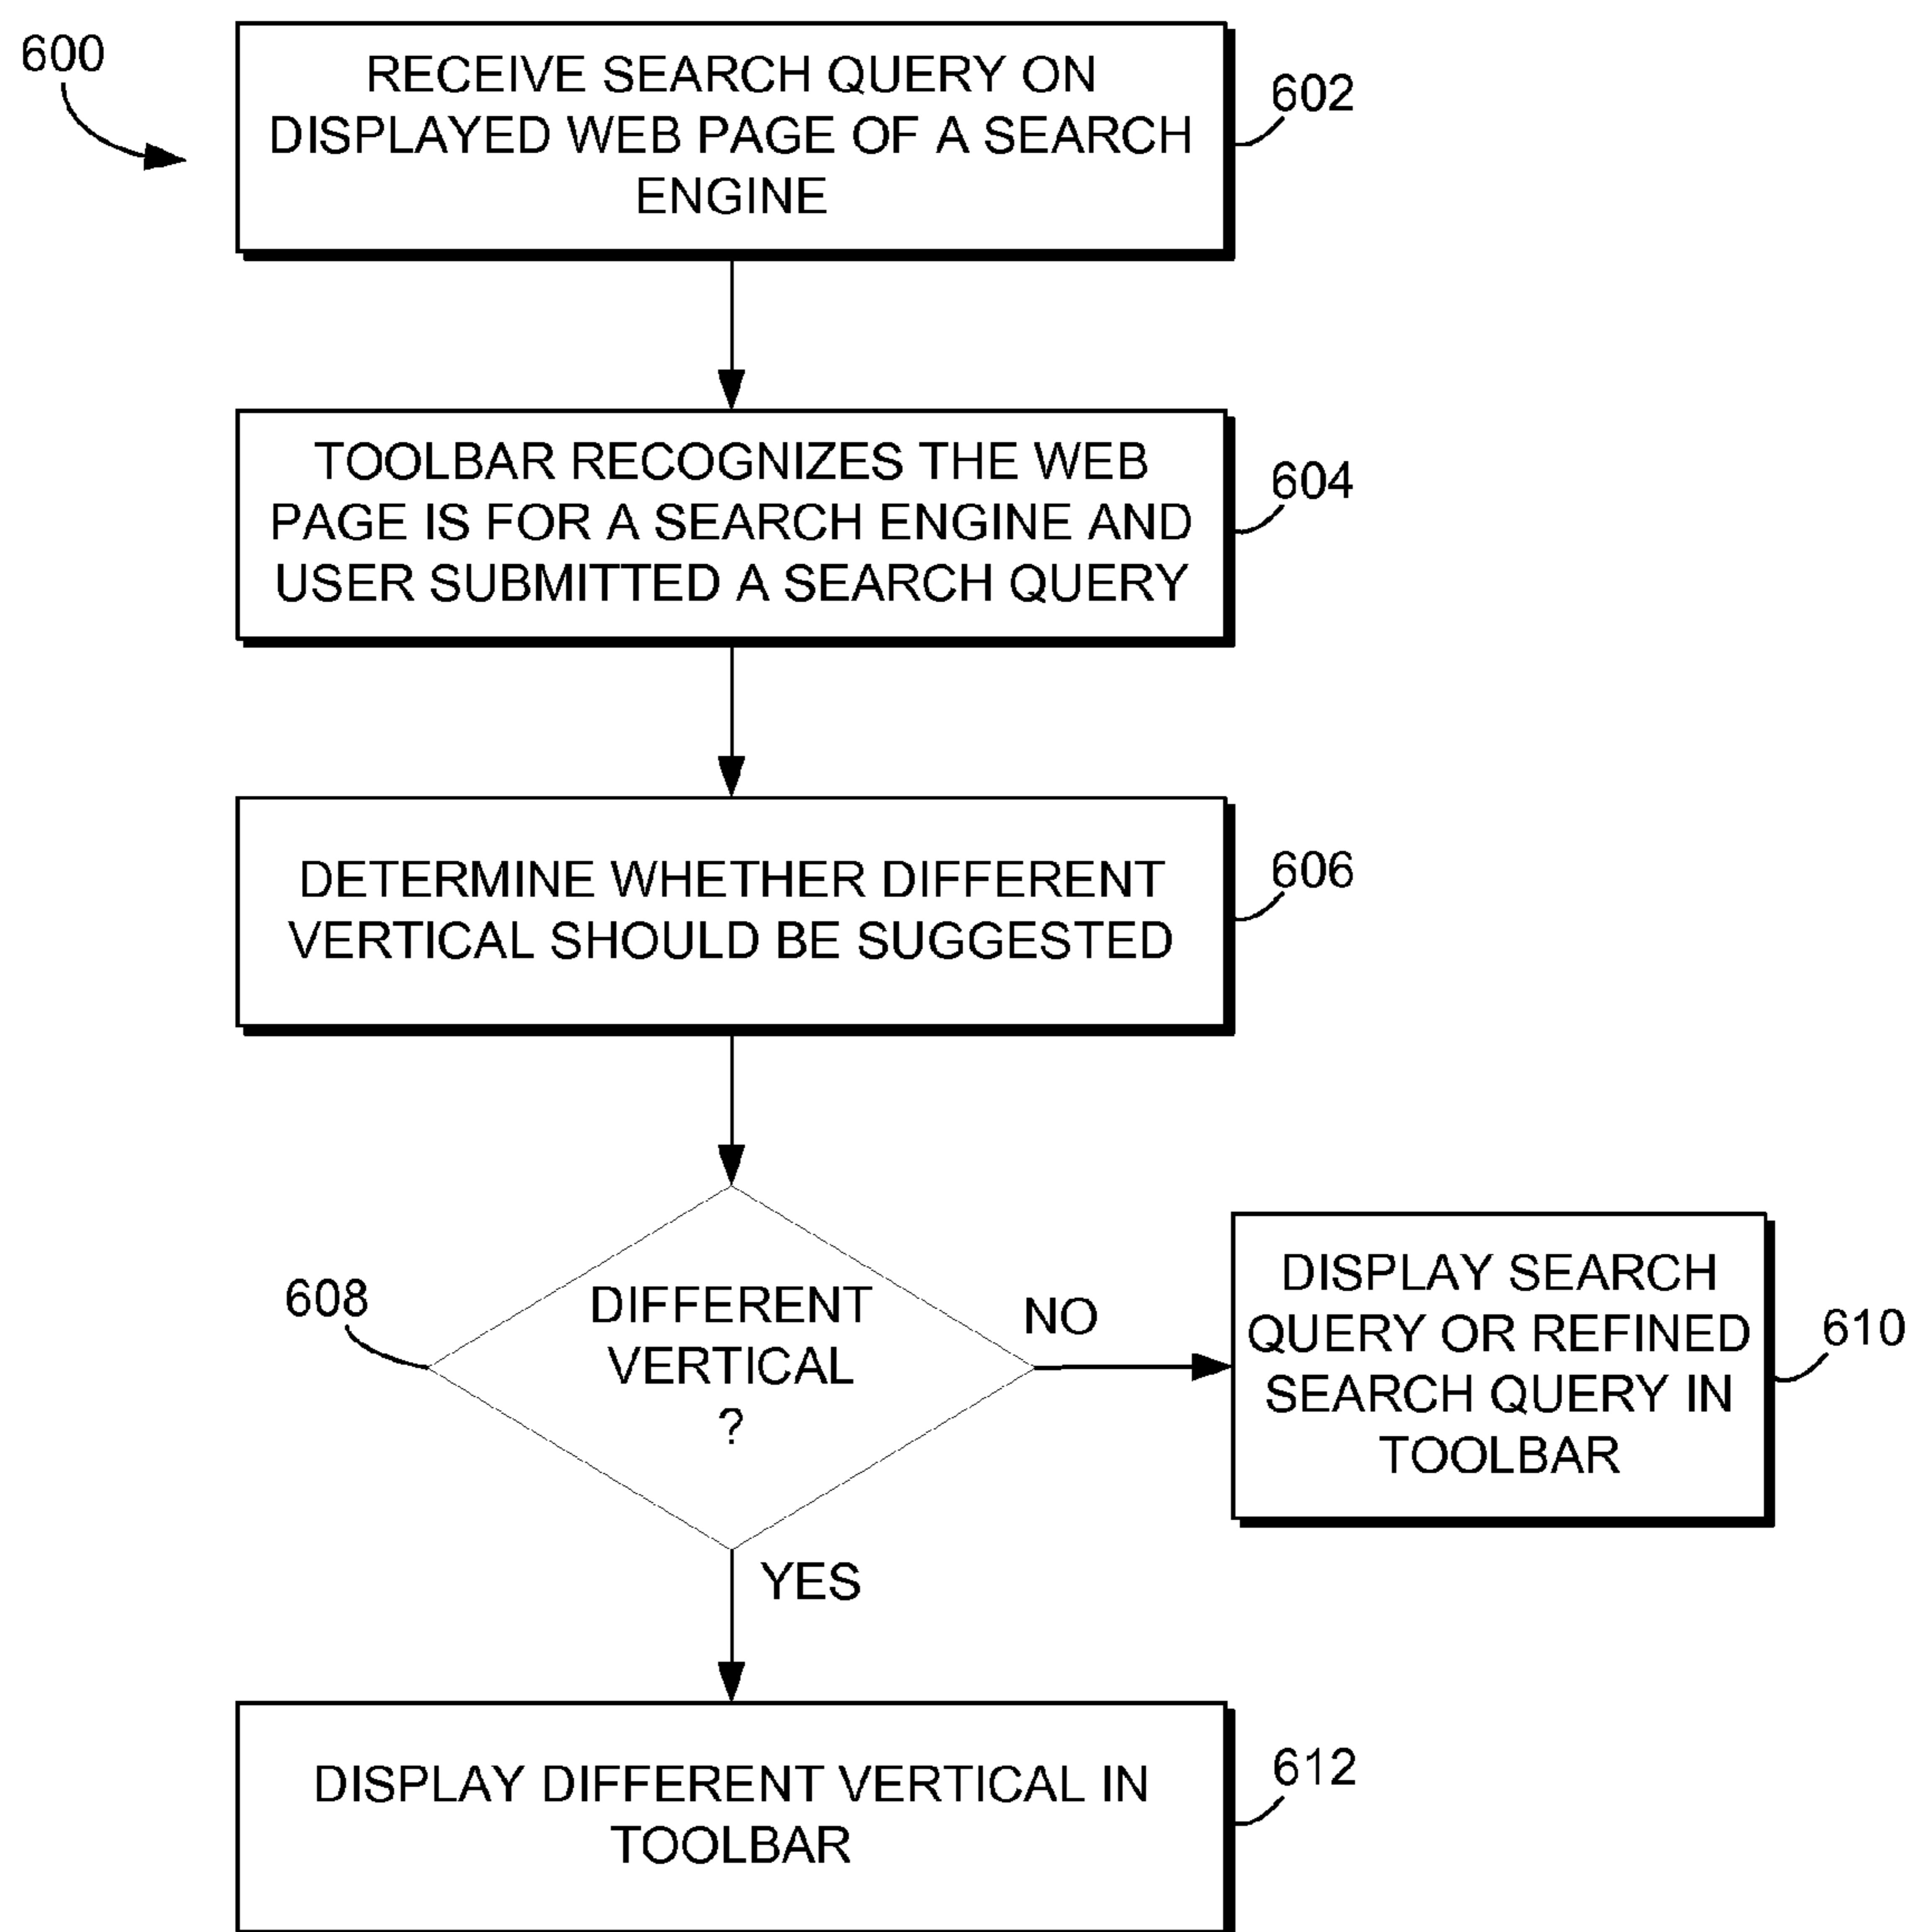 600
RECEIVE SEARCH QUERY ON
DISPLAYED WEB PAGE OF A SEARCH
ENGINE
602
TOOLBAR RECOGNIZES THE WEB
PAGE IS FOR A SEARCH ENGINE AND
USER SUBMITTED A SEARCH QUERY
604
DETERMINE WHETHER DIFFERENT
VERTICAL SHOULD BE SUGGESTED
606
608
DIFFERENT
VERTICAL
?
NO
DISPLAY SEARCH
QUERY OR REFINED
SEARCH QUERY IN
TOOLBAR
610
YES
DISPLAY DIFFERENT VERTICAL IN
TOOLBAR
612